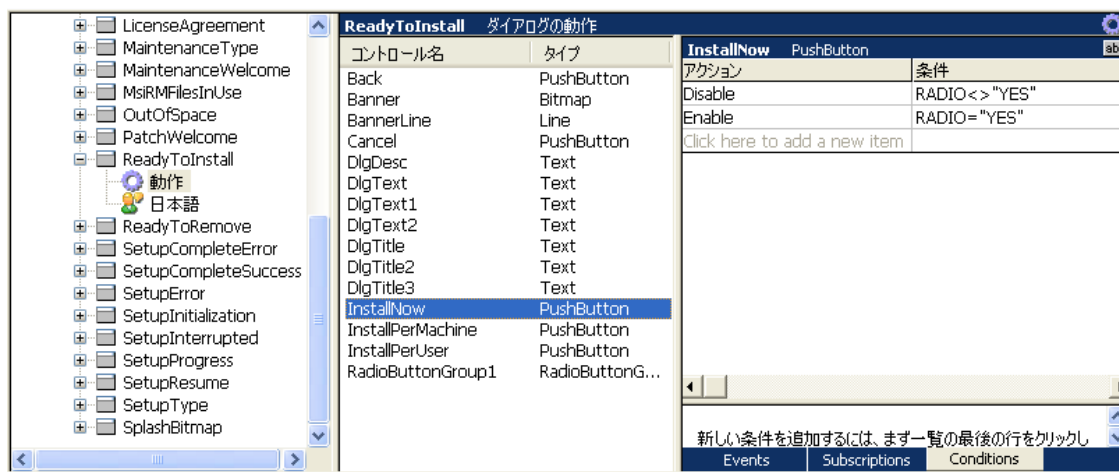 LicenseAgreement
MaintenanceType
MaintenanceWelcome
MsiRMFilesInUse
OutOfSpace
PatchWelcome
ReadyToInstall
動作
日本語
ReadyToRemove
SetupCompleteError
SetupCompleteSuccess
SetupError
SetupInitialization
SetupInterrupted
SetupProgress
SetupResume
SetupType
SplashBitmap
ReadyToInstall ダイアログの動作
コントロール名 タイプ
Back PushButton
Banner Bitmap
BannerLine Line
Cancel PushButton
DlgDesc Text
DlgText Text
DlgText1 Text
DlgText2 Text
DlgTitle Text
DlgTitle2 Text
DlgTitle3 Text
InstallNow PushButton
InstallPerMachine PushButton
InstallPerUser PushButton
RadioButtonGroup1 RadioButtonG...
InstallNow PushButton
ab
アクション 条件
Disable RADIO<>"YES"
Enable RADIO="YES"
Click here to add a new item
新しい条件を追加するには、まず一覧の最後の行をクリックし
Events Subscriptions Conditions